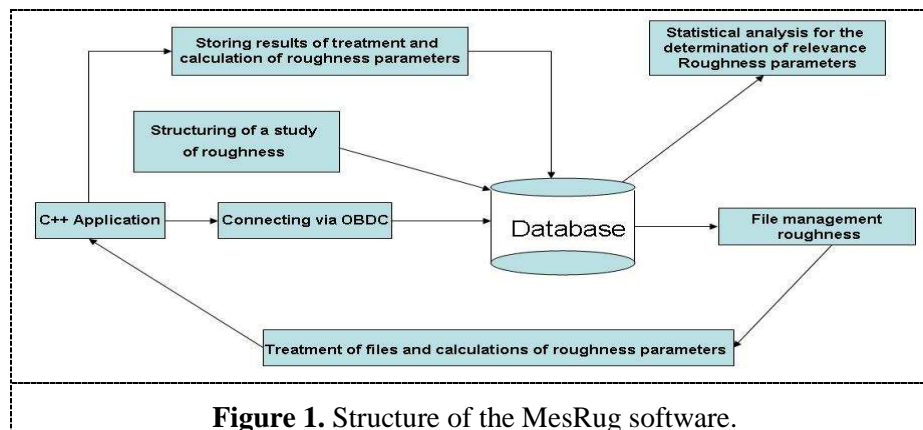 Storing results of treatment and
calculation of roughness parameters
Statistical analysis for the
determination of relevance
Roughness parameters
Structuring of a study
of roughness
C++ Application
Connecting via OBDC
Database
File management
roughness
Treatment of files and calculations of roughness parameters
Figure 1. Structure of the MesRug software.